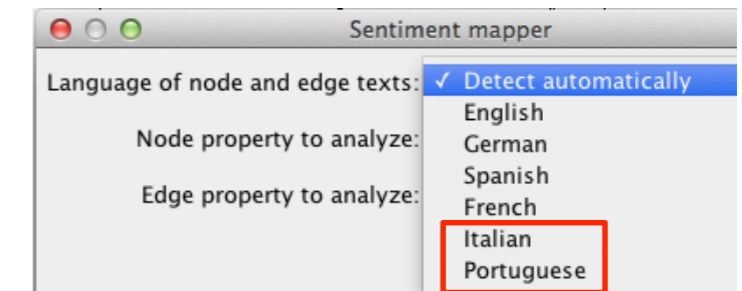 Sentiment mapper
Language of node and edge texts: ✓ Detect automatically
English
Node property to analyze: German
Spanish
Edge property to analyze: French
Italian
Portuguese